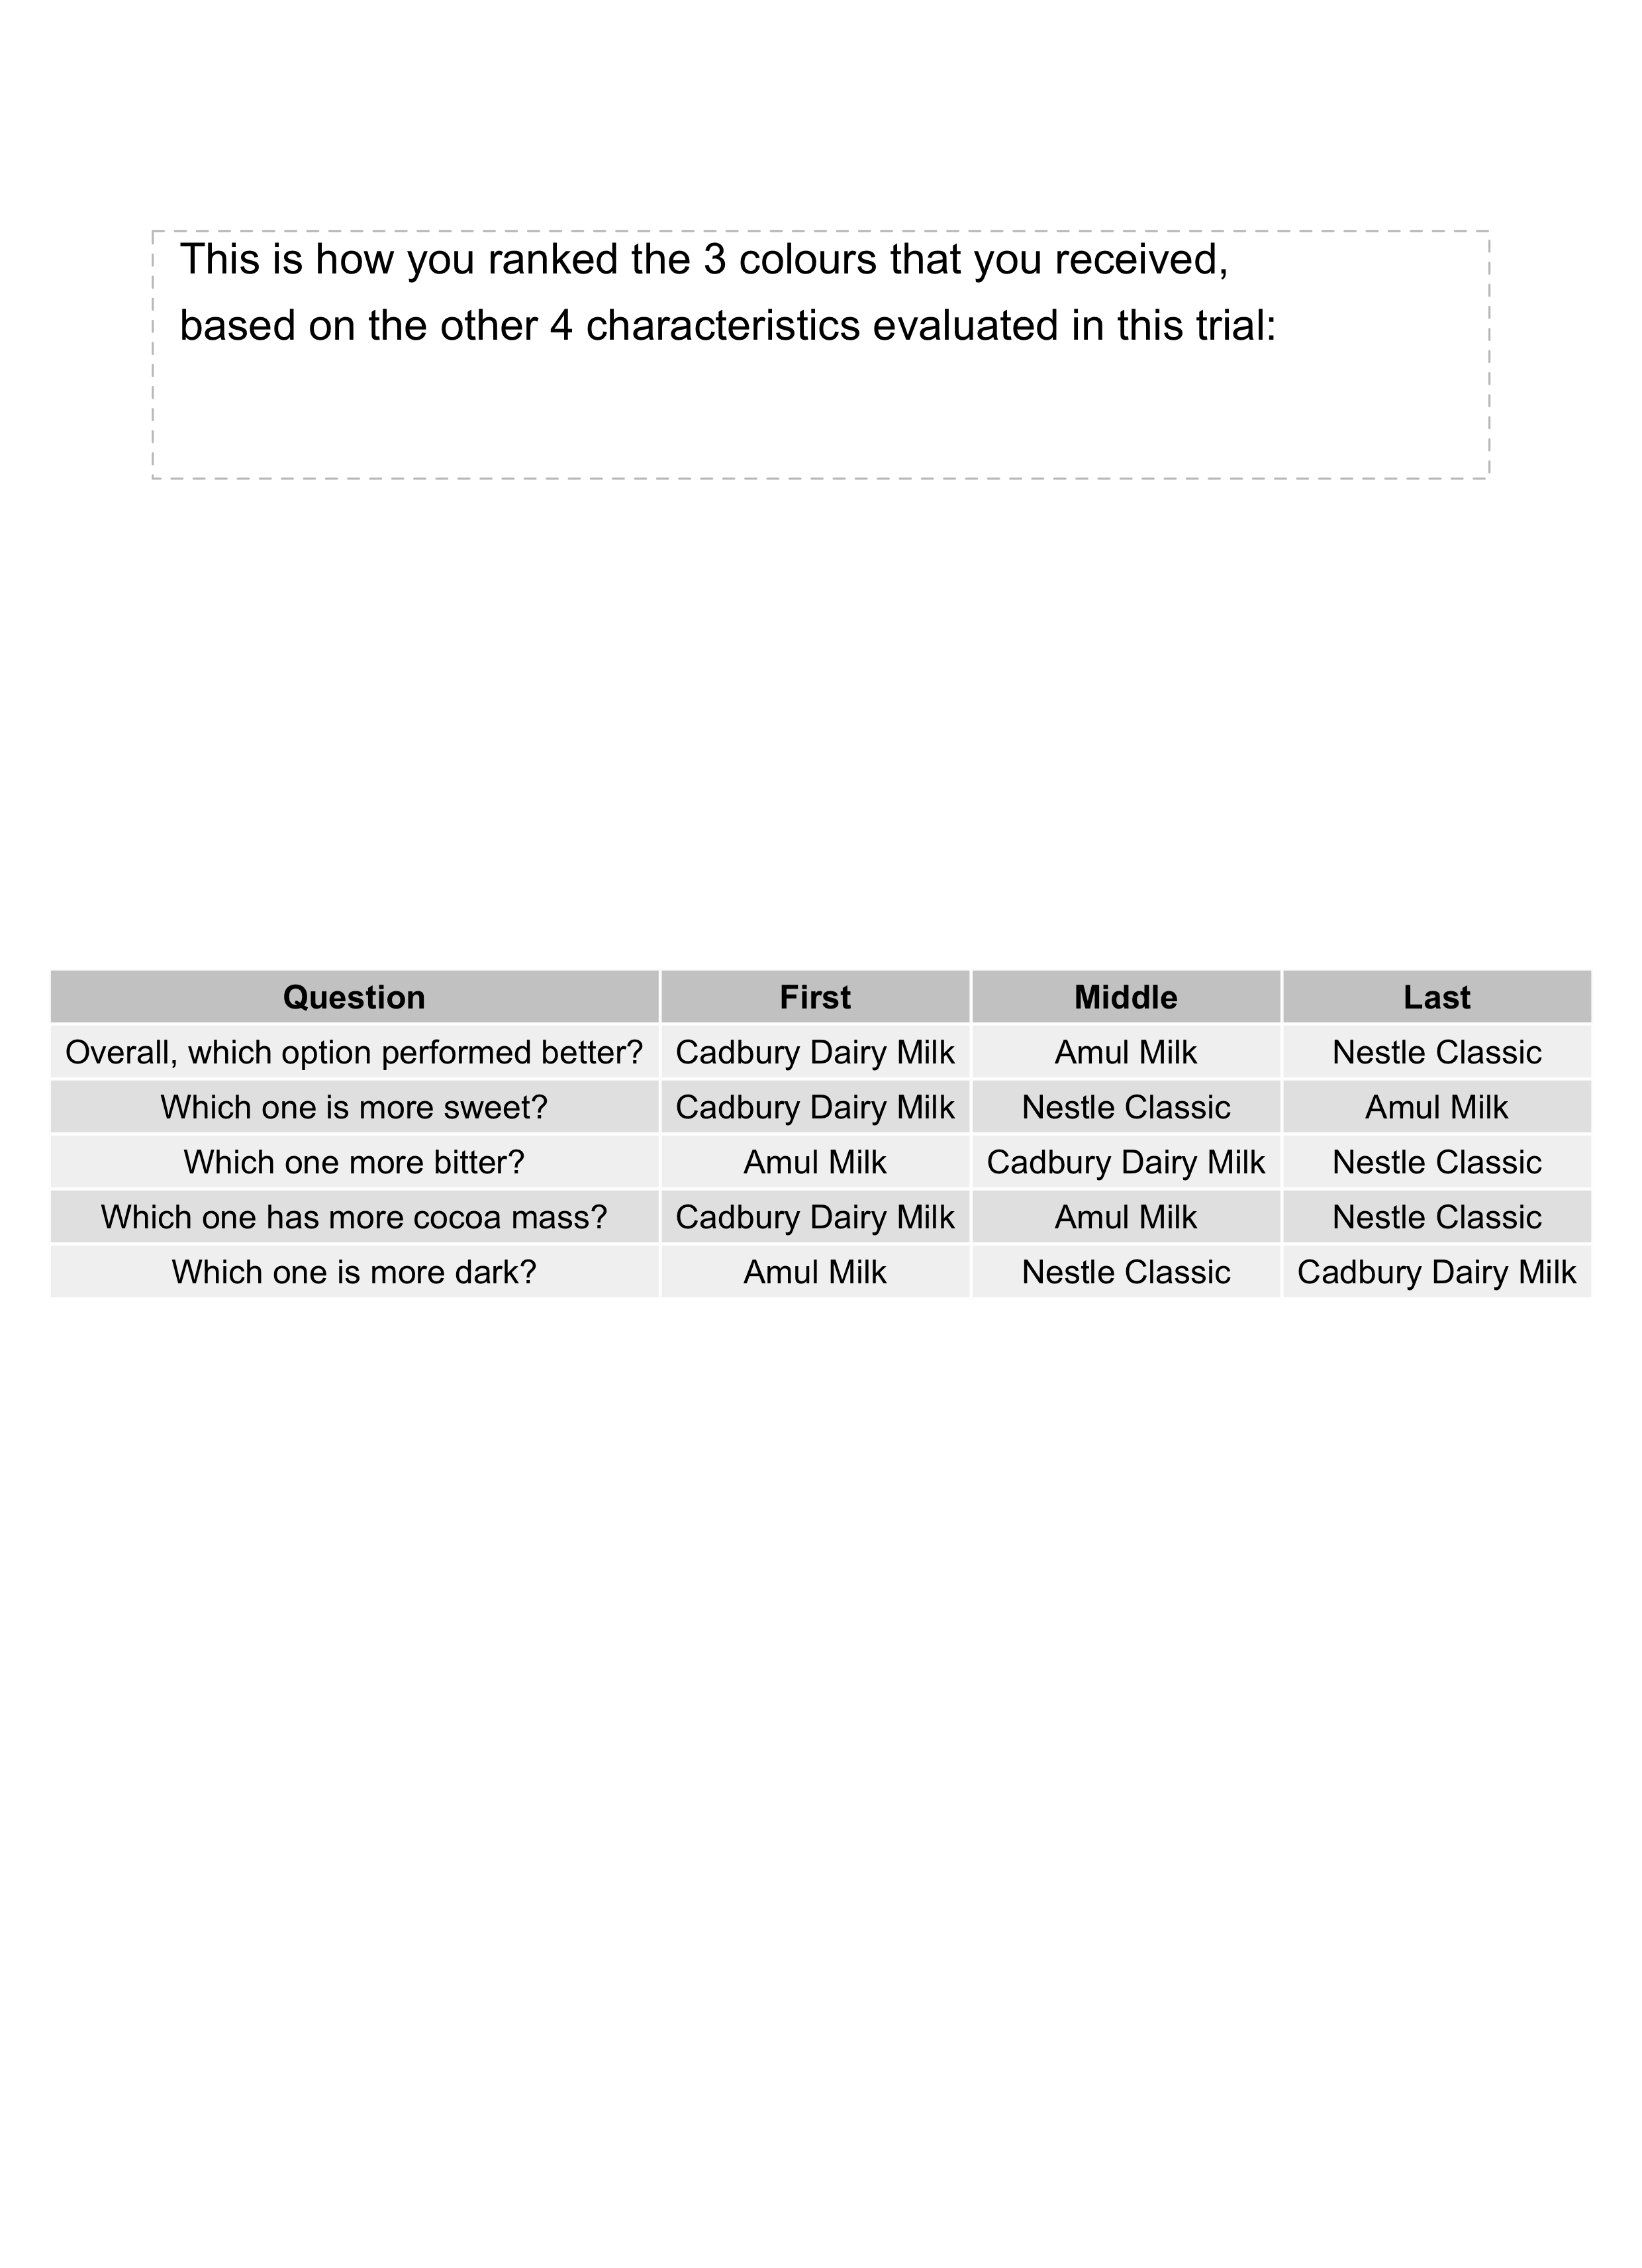 This is how you ranked the 3 colours that you received,
based on the other 4 characteristics evaluated in this trial:
Question First Middle Last
Overall, which option performed better? Cadbury Dairy Milk Amul Milk Nestle Classic
Which one is more sweet? Cadbury Dairy Milk Nestle Classic Amul Milk
Which one more bitter? Amul Milk Cadbury Dairy Milk Nestle Classic
Which one has more cocoa mass? Cadbury Dairy Milk Amul Milk Nestle Classic
Which one is more dark? Amul Milk Nestle Classic Cadbury Dairy Milk